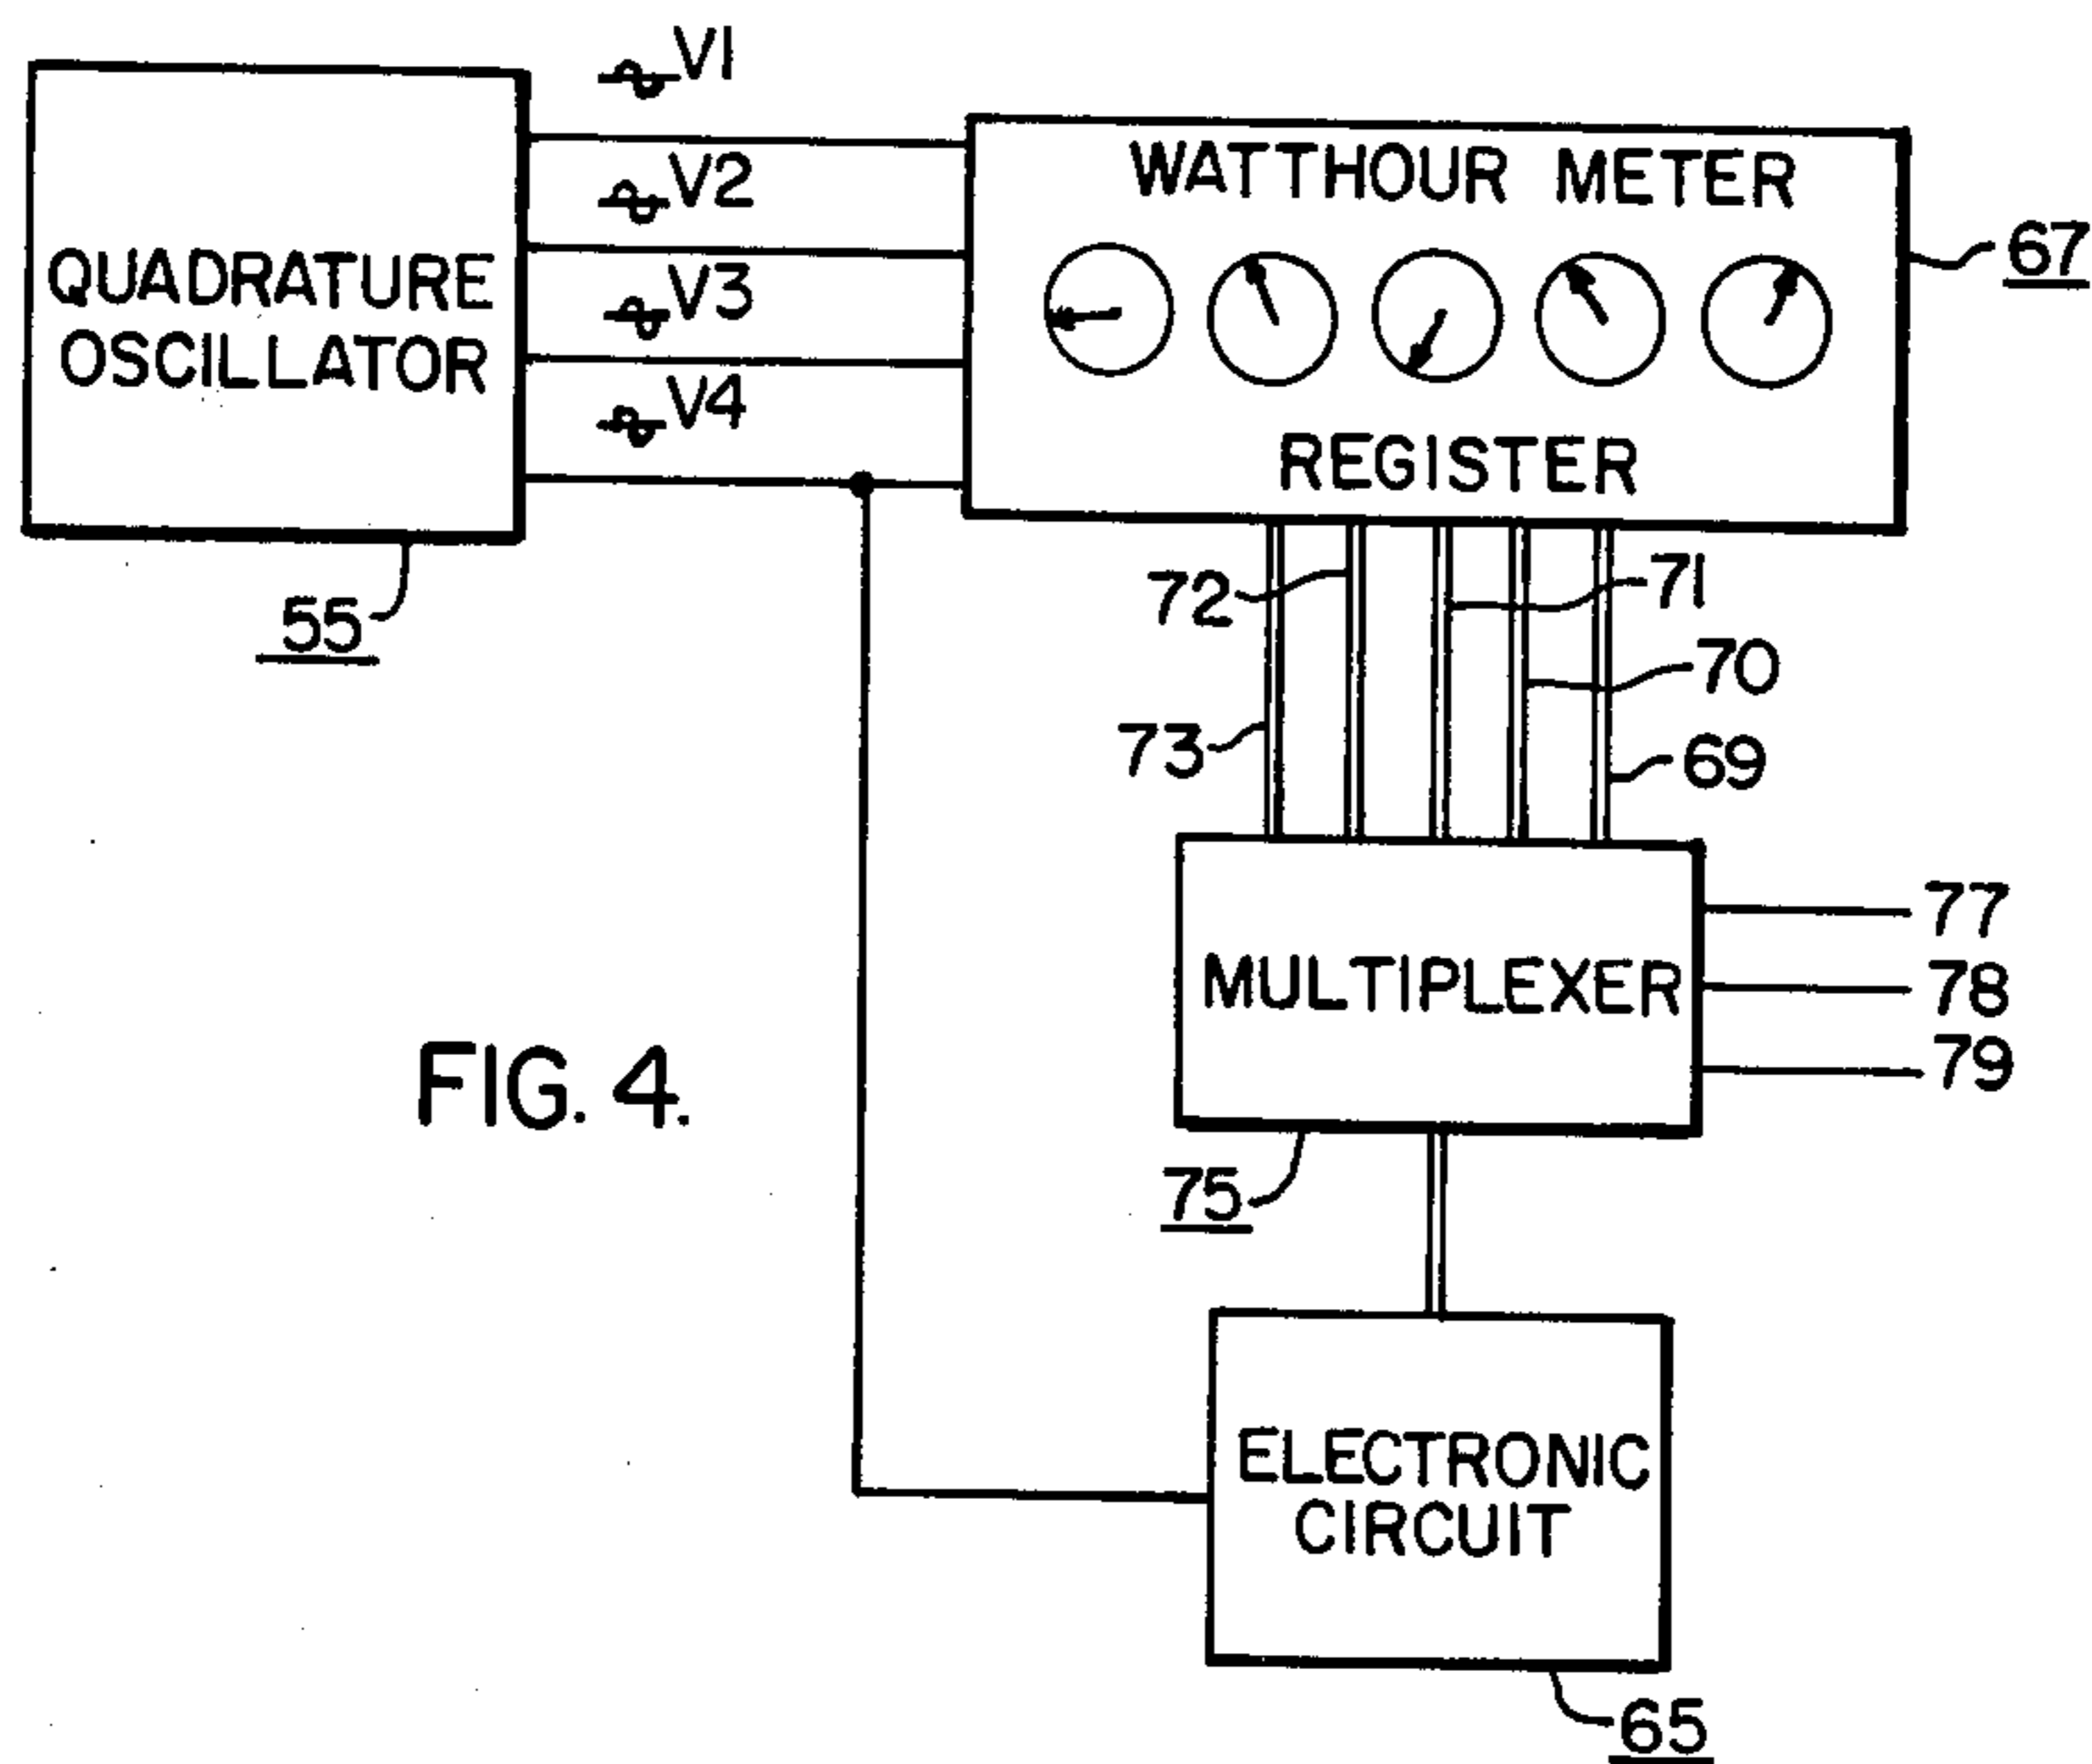 V1
V2
V3
V4
QUADRATURE
OSCILLATOR
55
WATTHOUR METER
REGISTER
67
72
71
70
73
69
MULTIPLEXER
77
78
79
75
FIG. 4.
ELECTRONIC
CIRCUIT
65